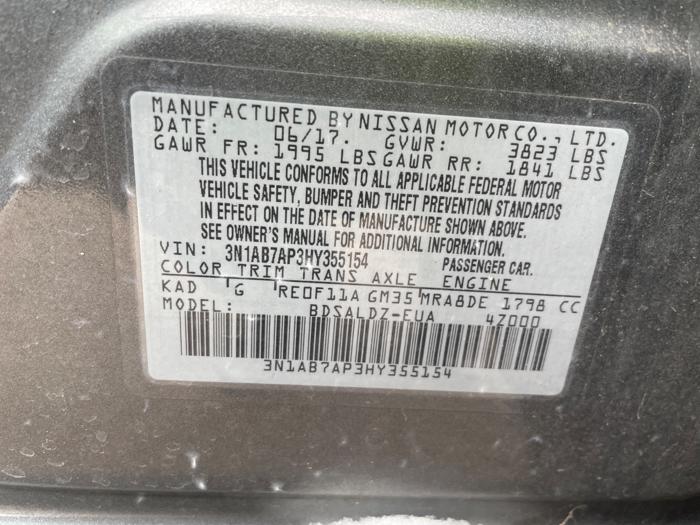 MANUFACTURED BY NISSAN MOTOR CO., LTD.
DATE: 06/17. GVWR: 3823 LBS
GAWR FR: 1995 LBS GAWR RR: 1841 LBS
THIS VEHICLE CONFORMS TO ALL APPLICABLE FEDERAL MOTOR
VEHICLE SAFETY, BUMPER AND THEFT PREVENTION STANDARDS
IN EFFECT ON THE DATE OF MANUFACTURE SHOWN ABOVE.
SEE OWNER'S MANUAL FOR ADDITIONAL INFORMATION.
VIN: 3N1AB7AP3HY355154 PASSENGER CAR.
COLOR TRIM TRANS AXLE ENGINE
KAD G RE0F11A GM35 MRA8DE 1798 CC
MODEL: BDSALDZ-EUA 4Z000
3N1AB7AP3HY355154